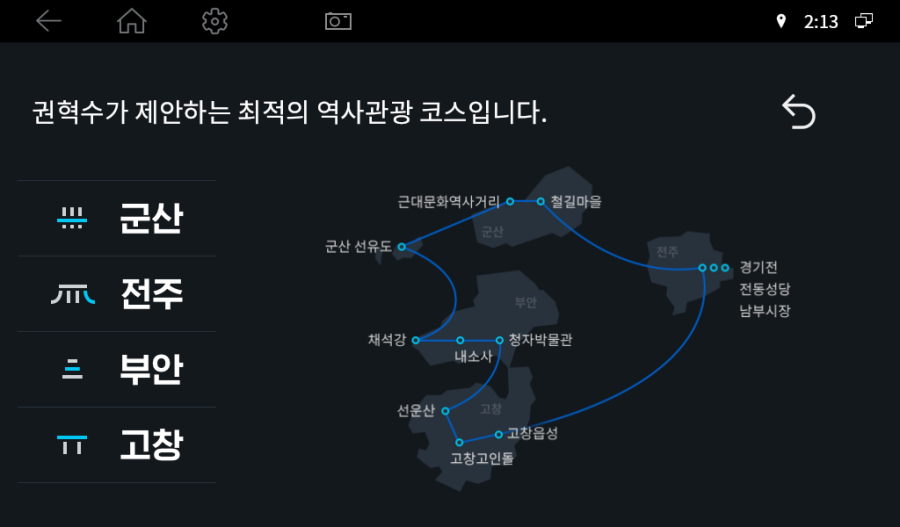 2:13
권혁수가 제안하는 최적의 역사관광 코스입니다.
군산
전주
부안
고창
근대문화역사거리
철길마을
군산
군산 선유도
전주
경기전
전동성당
남부시장
부안
채석강
내소사
청자박물관
선운산
고창
고창읍성
고창고인돌